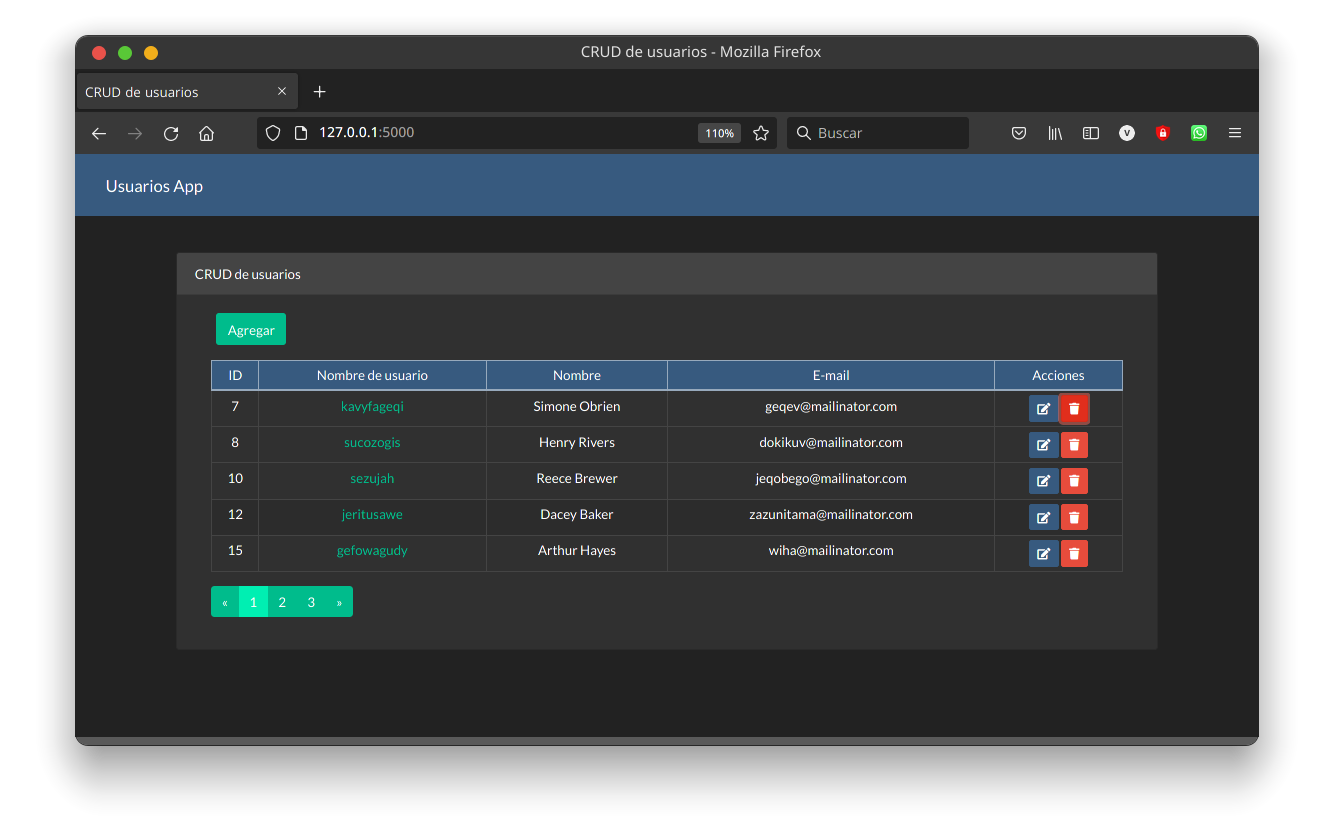 CRUD de usuarios - Mozilla Firefox
CRUD de usuarios
127.0.0.1:5000 110% Buscar V
Usuarios App
CRUD de usuarios
Agregar
ID Nombre de usuario Nombre E-mail Acciones
7 kavyfageqi Simone Obrien geqev@mailinator.com
8 sucozogis Henry Rivers dokikuv@mailinator.com
10 sezujah Reece Brewer jeqobego@mailinator.com
12 jeritusawe Dacey Baker zazunitama@mailinator.com
15 gefowagudy Arthur Hayes wiha@mailinator.com
« 1 2 3 »